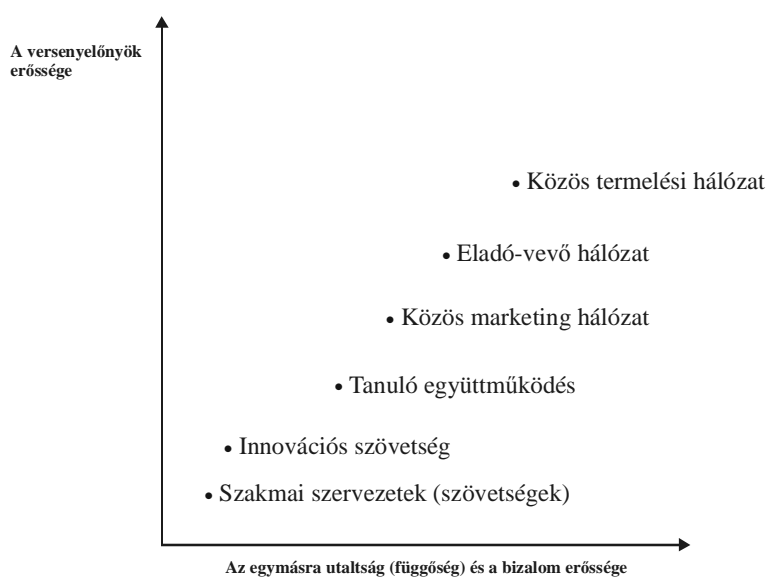 A versenyelőnyök
erőssége
• Közös termelési hálózat
• Eladó-vevő hálózat
• Közös marketing hálózat
• Tanuló együttműködés
• Innovációs szövetség
• Szakmai szervezetek (szövetségek)
Az egymásra utaltság (függőség) és a bizalom erőssége